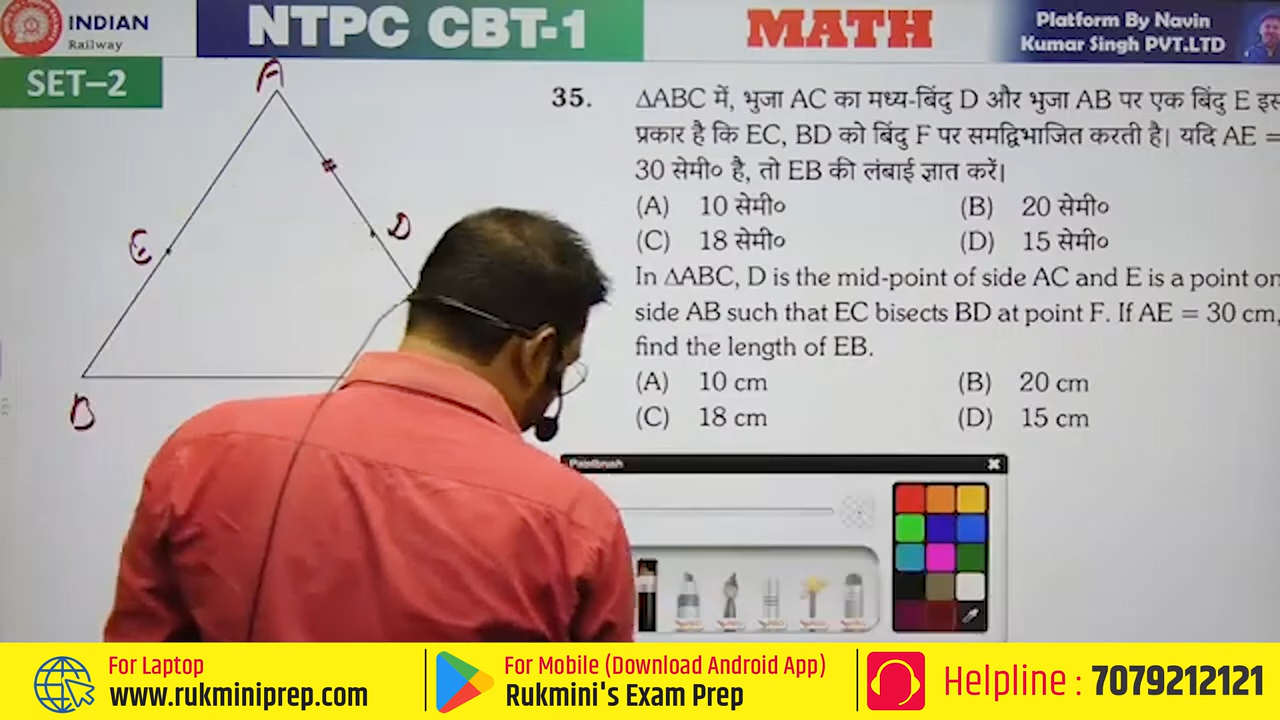 INDIAN
Railway
NTPC CBT-1
MATH
Platform By Navin
Kumar Singh PVT.LTD
SET–2
A
E
D
B
35. ΔABC में, भुजा AC का मध्य-बिंदु D और भुजा AB पर एक बिंदु E इस
प्रकार है कि EC, BD को बिंदु F पर समद्विभाजित करती है। यदि AE =
30 सेमी० है, तो EB की लंबाई ज्ञात करें।
(A) 10 सेमी० (B) 20 सेमी०
(C) 18 सेमी० (D) 15 सेमी०
In ΔABC, D is the mid-point of side AC and E is a point on
side AB such that EC bisects BD at point F. If AE = 30 cm,
find the length of EB.
(A) 10 cm (B) 20 cm
(C) 18 cm (D) 15 cm
Paintbrush
For Laptop
www.rukminiprep.com
For Mobile (Download Android App)
Rukmini's Exam Prep
Helpline : 7079212121